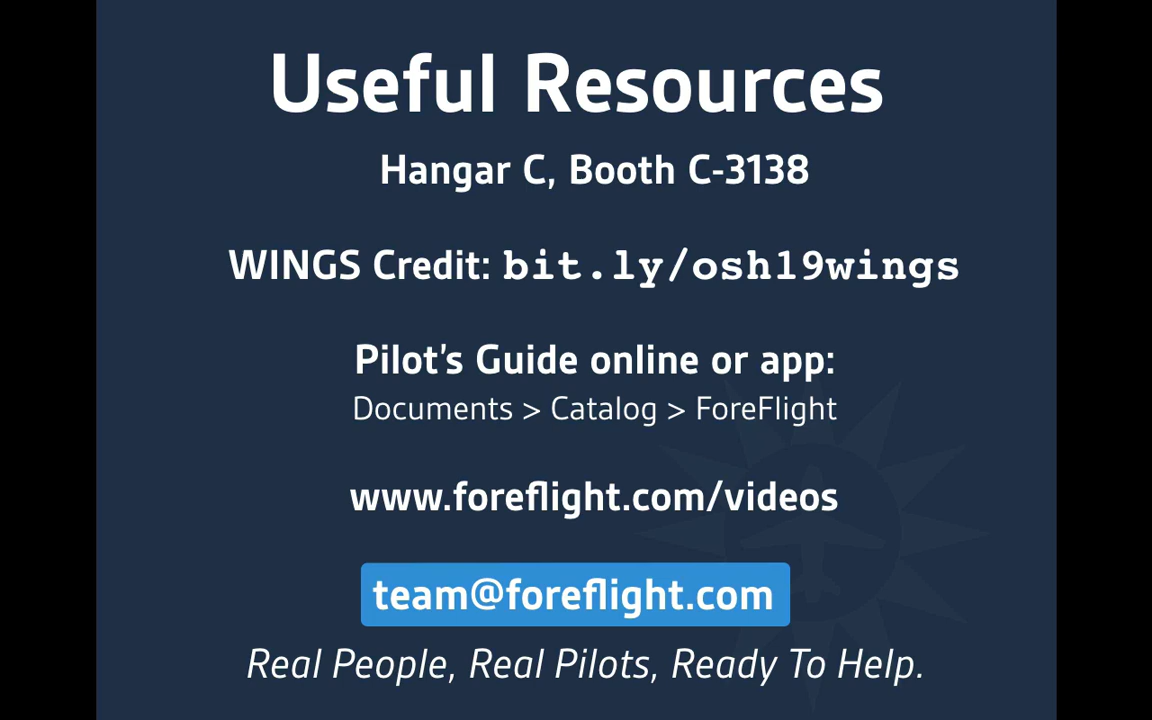 Useful Resources
Hangar C, Booth C-3138
WINGS Credit: bit.ly/osh19wings
Pilot’s Guide online or app:
Documents > Catalog > ForeFlight
www.foreflight.com/videos
team@foreflight.com
Real People, Real Pilots, Ready To Help.